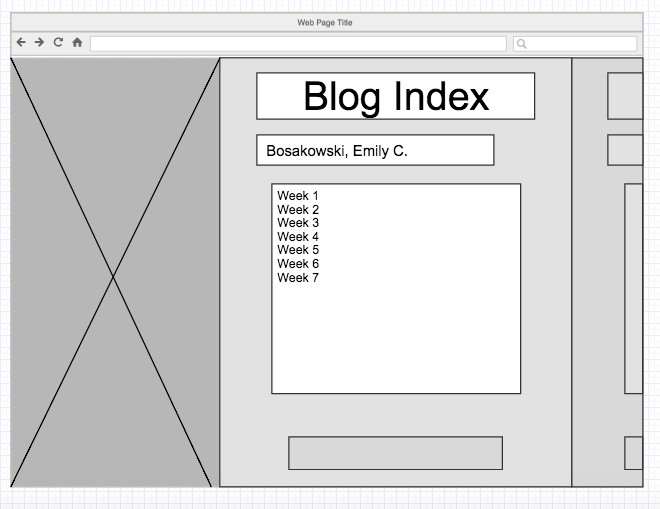 Web Page Title
Blog Index
Bosakowski, Emily C.
Week 1
Week 2
Week 3
Week 4
Week 5
Week 6
Week 7